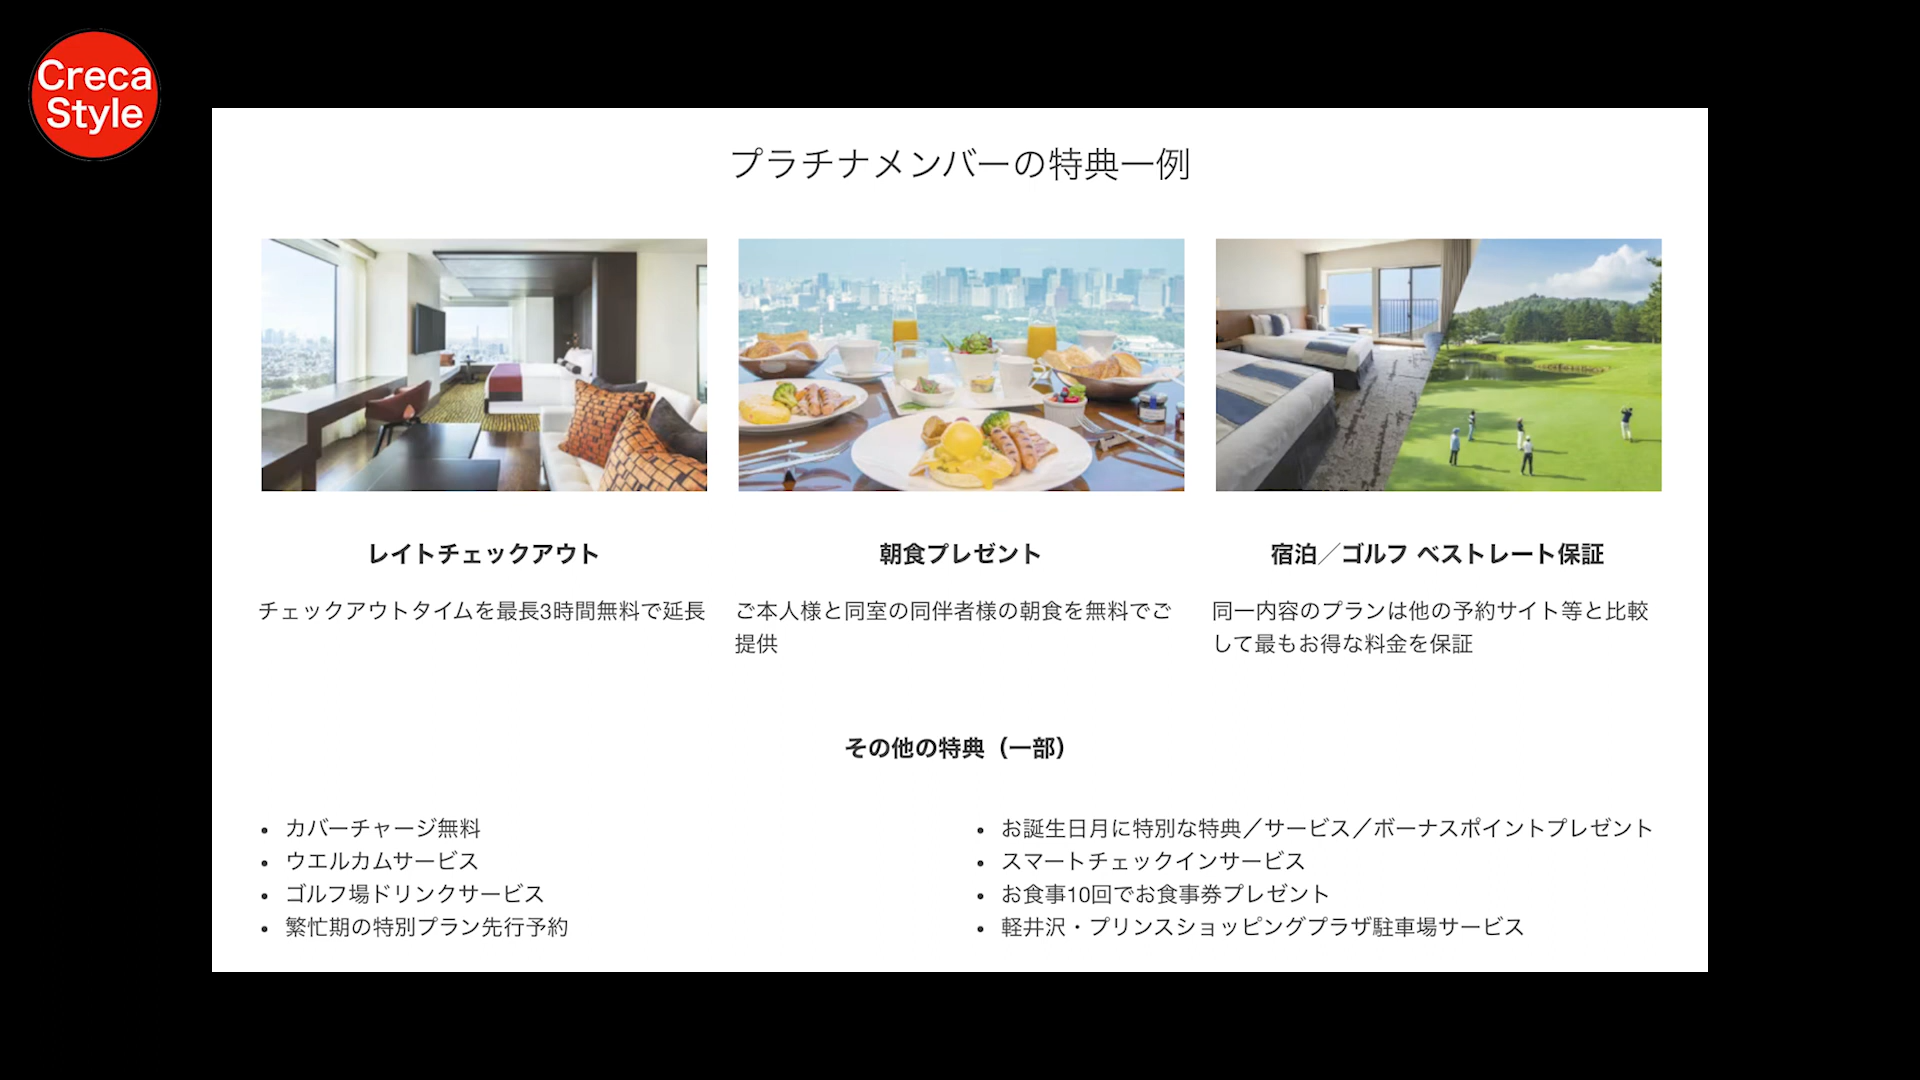 Creca
Style
プラチナメンバーの特典一例
レイトチェックアウト
チェックアウトタイムを最長3時間無料で延長
朝食プレゼント
ご本人様と同室の同伴者様の朝食を無料でご
提供
宿泊／ゴルフ ベストレート保証
同一内容のプランは他の予約サイト等と比較
して最もお得な料金を保証
その他の特典（一部）
• カバーチャージ無料
• ウエルカムサービス
• ゴルフ場ドリンクサービス
• 繁忙期の特別プラン先行予約
• お誕生日月に特別な特典／サービス／ボーナスポイントプレゼント
• スマートチェックインサービス
• お食事10回でお食事券プレゼント
• 軽井沢・プリンスショッピングプラザ駐車場サービス